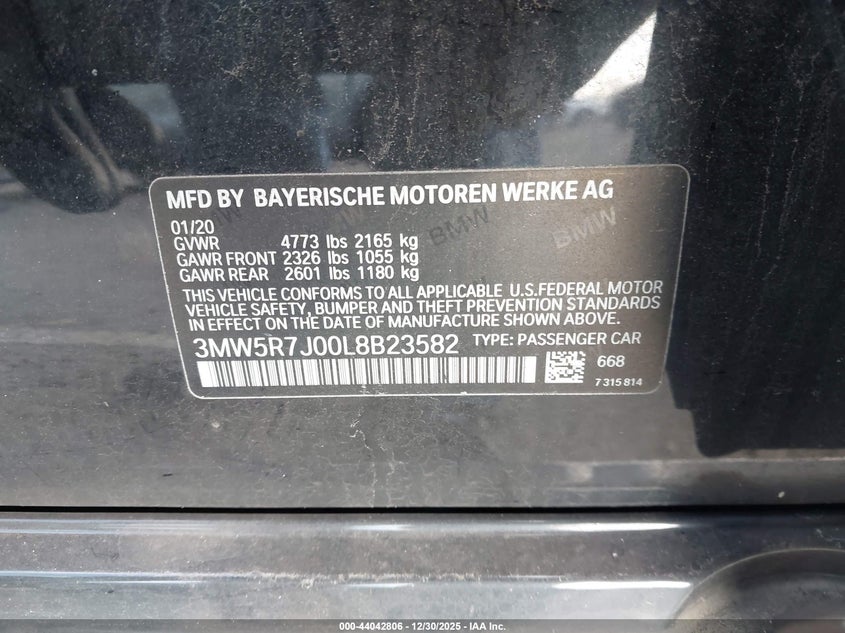 MFD BY BAYERISCHE MOTOREN WERKE AG
01/20
GVWR 4773 lbs 2165 kg
GAWR FRONT 2326 lbs 1055 kg
GAWR REAR 2601 lbs 1180 kg
BMW BMW BMW
THIS VEHICLE CONFORMS TO ALL APPLICABLE U.S.FEDERAL MOTOR
VEHICLE SAFETY, BUMPER AND THEFT PREVENTION STANDARDS
IN EFFECT ON THE DATE OF MANUFACTURE SHOWN ABOVE.
3MW5R7J00L8B23582 TYPE: PASSENGER CAR
668
7 315 814
000-44042806 - 12/30/2025 - IAA Inc.